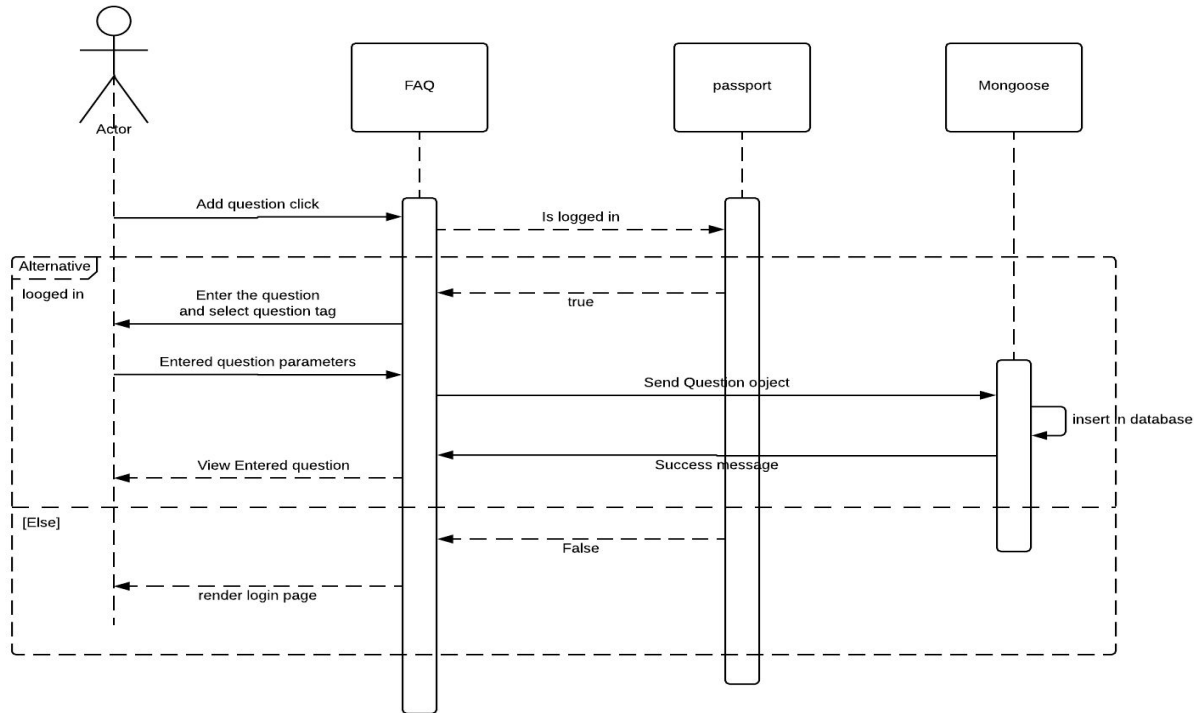 Actor
FAQ
passport
Mongoose
Add question click
Is logged in
Alternative
looged in
true
Enter the question
and select question tag
Entered question parameters
Send Question object
insert in database
Success message
View Entered question
[Else]
False
render login page